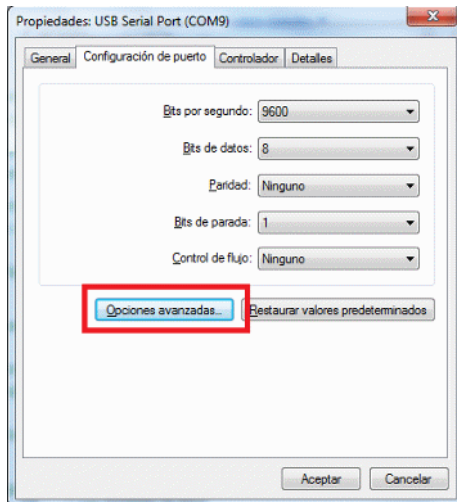 Propiedades: USB Serial Port (COM9)
General Configuración de puerto Controlador Detalles
Bits por segundo: 9600
Bits de datos: 8
Paridad: Ninguno
Bits de parada: 1
Control de flujo: Ninguno
Opciones avanzadas... Restaurar valores predeterminados
Aceptar Cancelar